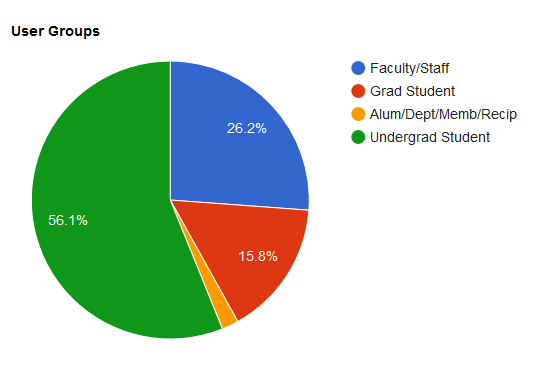 User Groups
Faculty/Staff
Grad Student
Alum/Dept/Memb/Recip
Undergrad Student
26.2%
56.1%
15.8%